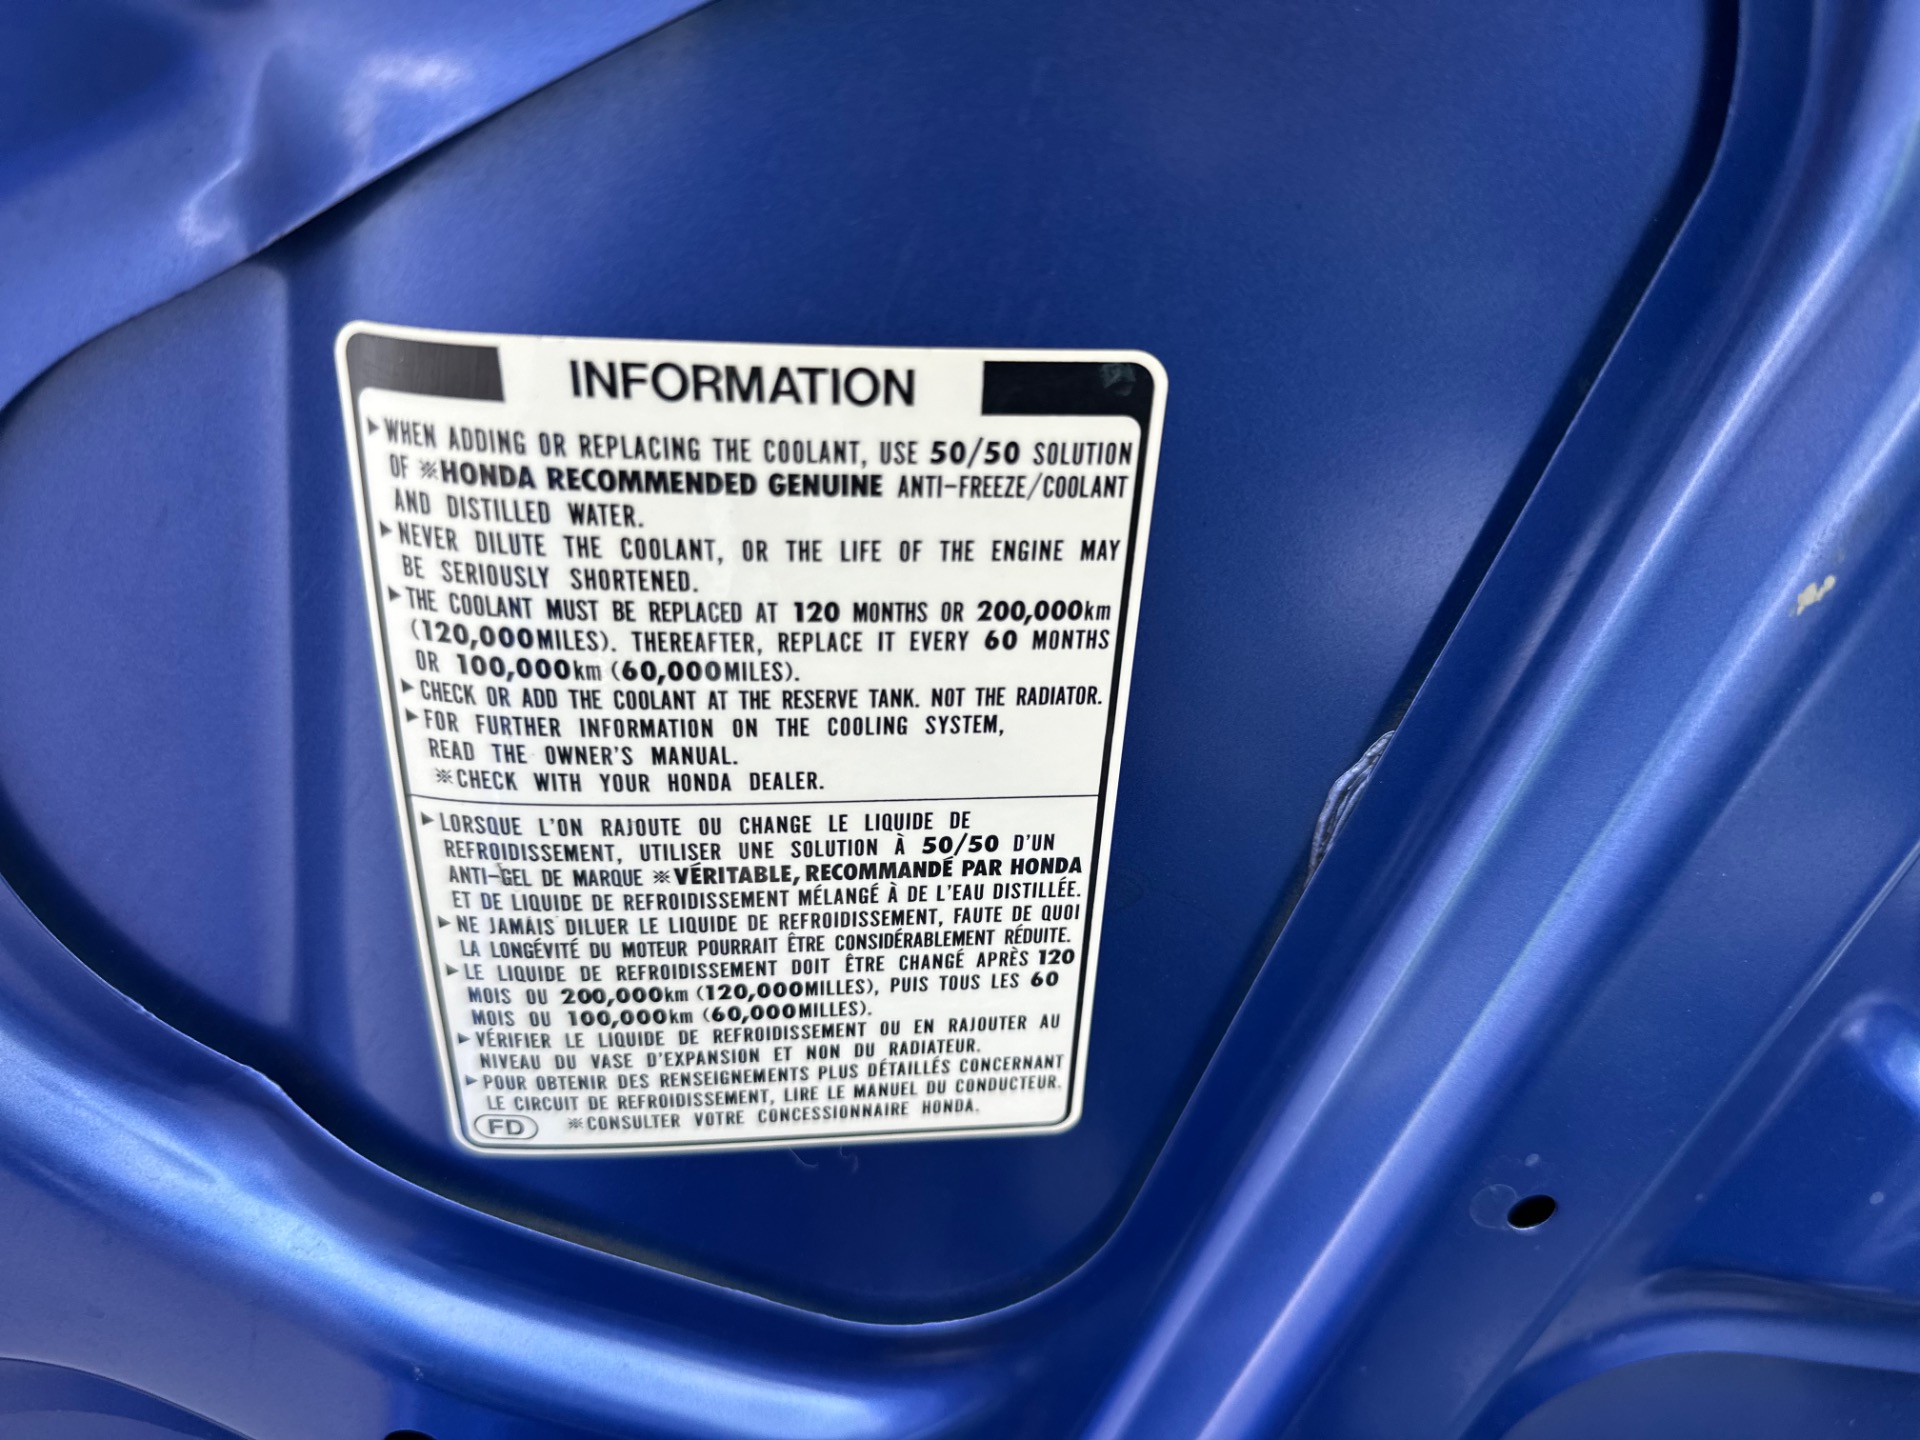 INFORMATION
▶WHEN ADDING OR REPLACING THE COOLANT, USE 50/50 SOLUTION
OF ※HONDA RECOMMENDED GENUINE ANTI-FREEZE/COOLANT
AND DISTILLED WATER.
▶NEVER DILUTE THE COOLANT, OR THE LIFE OF THE ENGINE MAY
BE SERIOUSLY SHORTENED.
▶THE COOLANT MUST BE REPLACED AT 120 MONTHS OR 200,000km
(120,000MILES). THEREAFTER, REPLACE IT EVERY 60 MONTHS
OR 100,000km (60,000MILES).
▶CHECK OR ADD THE COOLANT AT THE RESERVE TANK. NOT THE RADIATOR.
▶FOR FURTHER INFORMATION ON THE COOLING SYSTEM,
READ THE OWNER'S MANUAL.
※CHECK WITH YOUR HONDA DEALER.
▶LORSQUE L'ON RAJOUTE OU CHANGE LE LIQUIDE DE
REFROIDISSEMENT, UTILISER UNE SOLUTION À 50/50 D'UN
ANTI-GEL DE MARQUE ※VÉRITABLE, RECOMMANDÉ PAR HONDA
ET DE LIQUIDE DE REFROIDISSEMENT MÉLANGÉ À DE L'EAU DISTILLÉE.
▶NE JAMAIS DILUER LE LIQUIDE DE REFROIDISSEMENT, FAUTE DE QUOI
LA LONGÉVITÉ DU MOTEUR POURRAIT ÊTRE CONSIDÉRABLEMENT RÉDUITE.
▶LE LIQUIDE DE REFROIDISSEMENT DOIT ÊTRE CHANGÉ APRÈS 120
MOIS OU 200,000km (120,000MILLES), PUIS TOUS LES 60
MOIS OU 100,000km (60,000MILLES).
▶VÉRIFIER LE LIQUIDE DE REFROIDISSEMENT OU EN RAJOUTER AU
NIVEAU DU VASE D'EXPANSION ET NON DU RADIATEUR.
▶POUR OBTENIR DES RENSEIGNEMENTS PLUS DÉTAILLÉS CONCERNANT
LE CIRCUIT DE REFROIDISSEMENT, LIRE LE MANUEL DU CONDUCTEUR.
FD ※CONSULTER VOTRE CONCESSIONNAIRE HONDA.